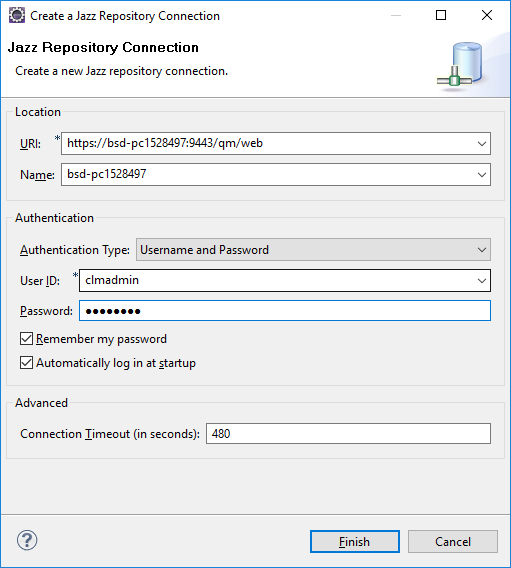 Create a Jazz Repository Connection
Jazz Repository Connection
Create a new Jazz repository connection.
Location
URI: * https://bsd-pc1528497:9443/qm/web
Name: bsd-pc1528497
Authentication
Authentication Type: Username and Password
User ID: * clmadmin
Password: ●●●●●●●●
Remember my password
Automatically log in at startup
Advanced
Connection Timeout (in seconds): 480
? Finish Cancel